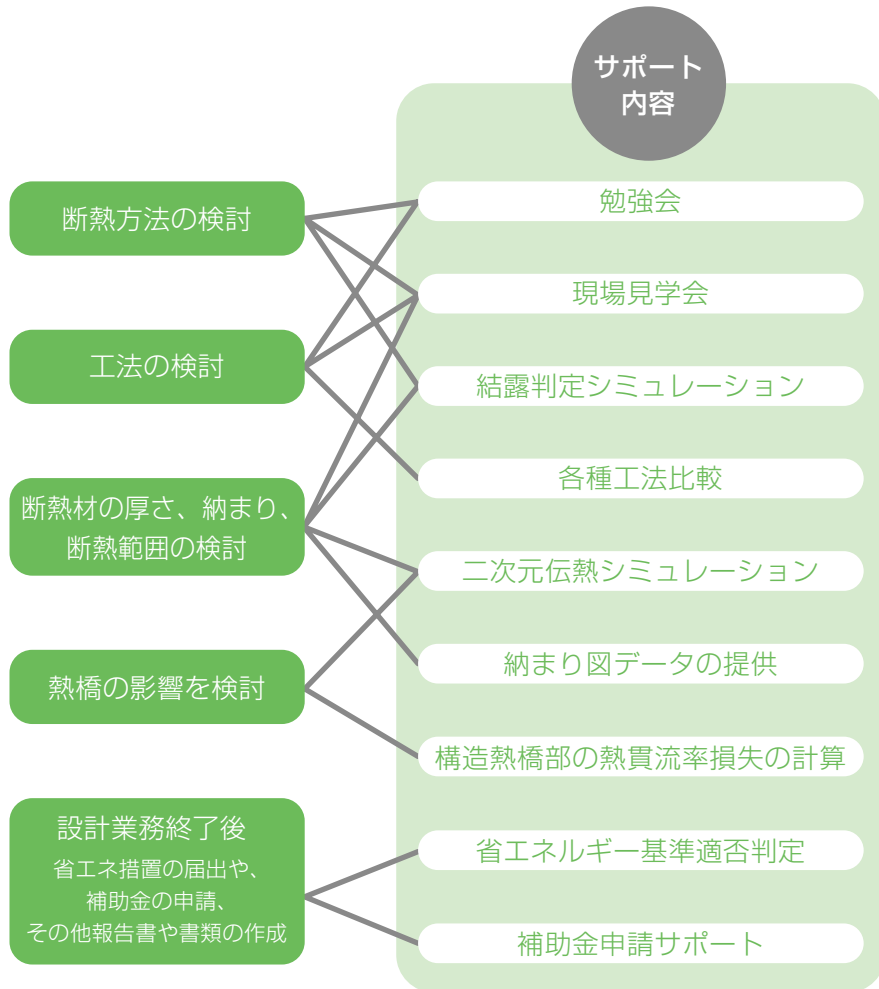 サポート
内容
断熱方法の検討
工法の検討
断熱材の厚さ、納まり、
断熱範囲の検討
熱橋の影響を検討
設計業務終了後
省エネ措置の届出や、
補助金の申請、
その他報告書や書類の作成
勉強会
現場見学会
結露判定シミュレーション
各種工法比較
二次元伝熱シミュレーション
納まり図データの提供
構造熱橋部の熱貫流率損失の計算
省エネルギー基準適否判定
補助金申請サポート